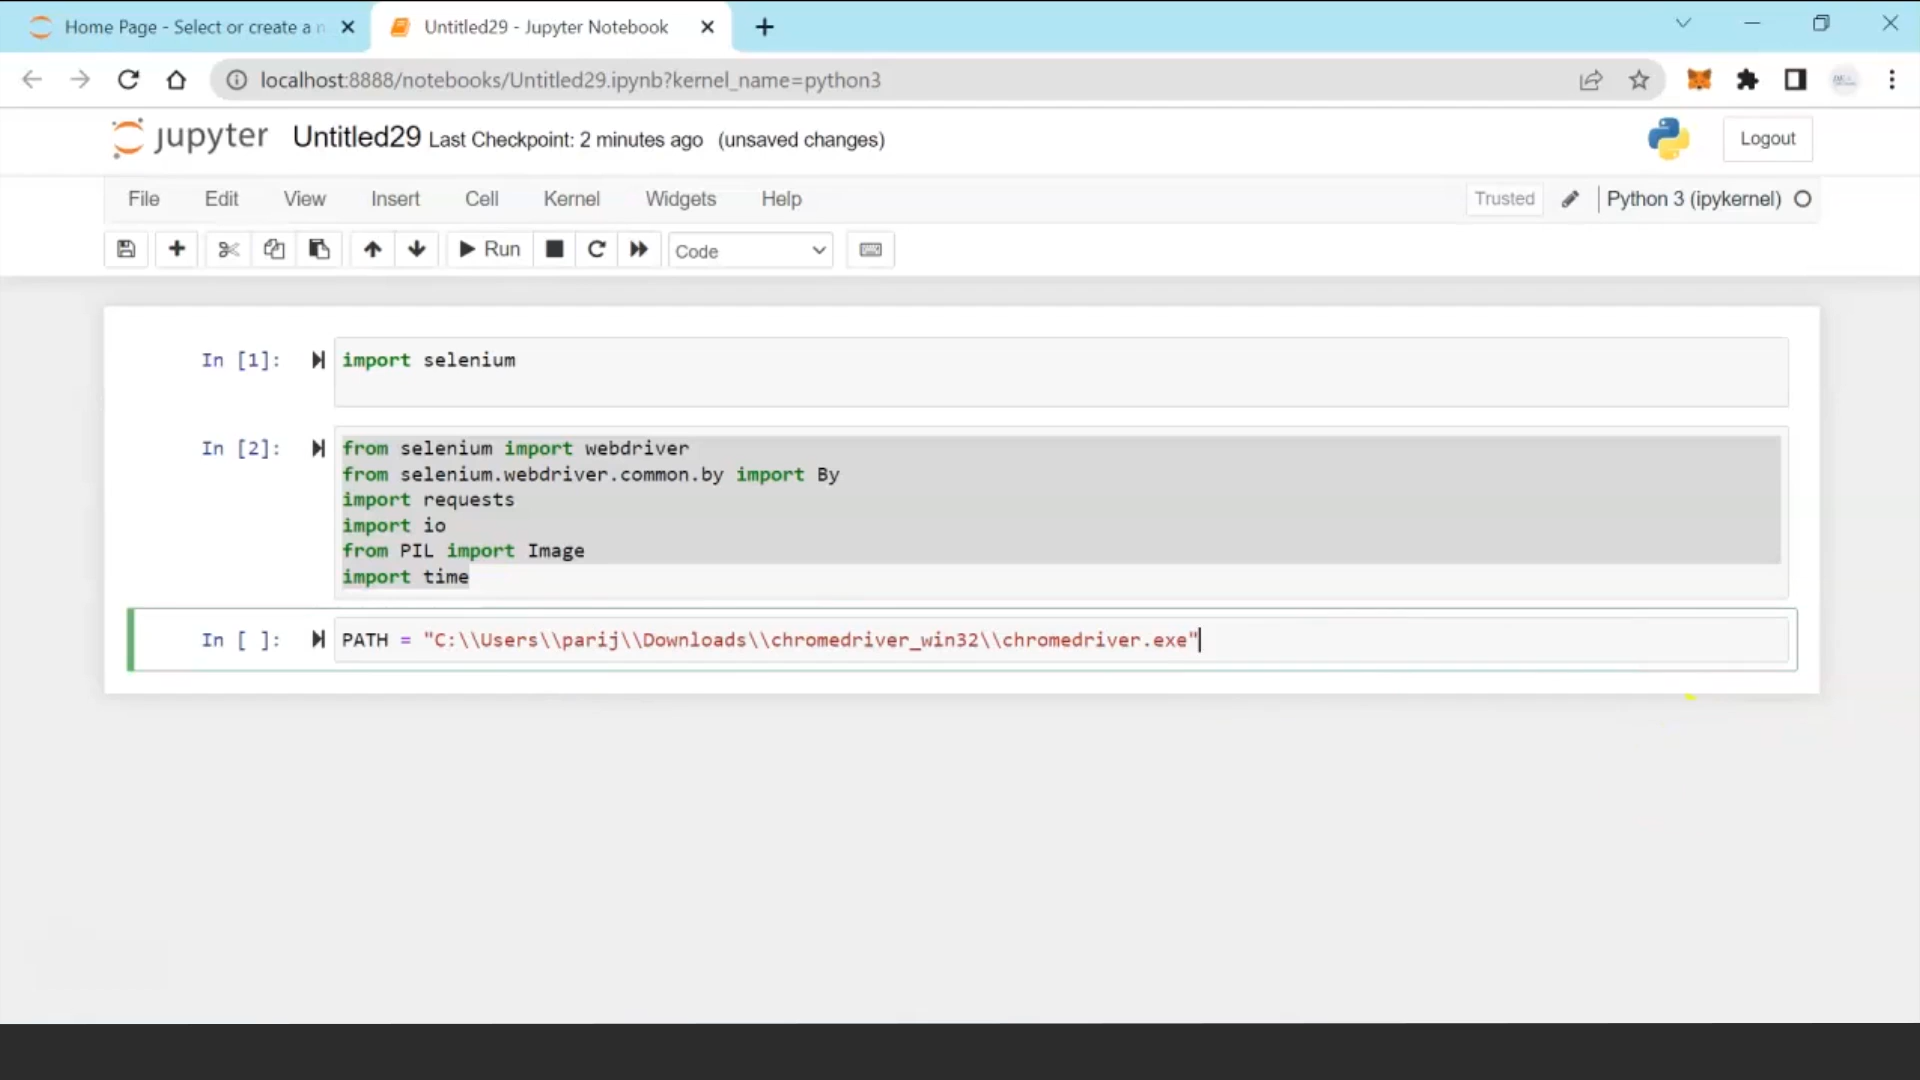 Home Page - Select or create a n
Untitled29 - Jupyter Notebook
localhost:8888/notebooks/Untitled29.ipynb?kernel_name=python3
jupyter Untitled29 Last Checkpoint: 2 minutes ago (unsaved changes)
Logout
File Edit View Insert Cell Kernel Widgets Help
Trusted
Python 3 (ipykernel)
Run
Code
In [1]: import selenium
In [2]: from selenium import webdriver
from selenium.webdriver.common.by import By
import requests
import io
from PIL import Image
import time
In [ ]: PATH = "C:\\Users\\parij\\Downloads\\chromedriver_win32\\chromedriver.exe"